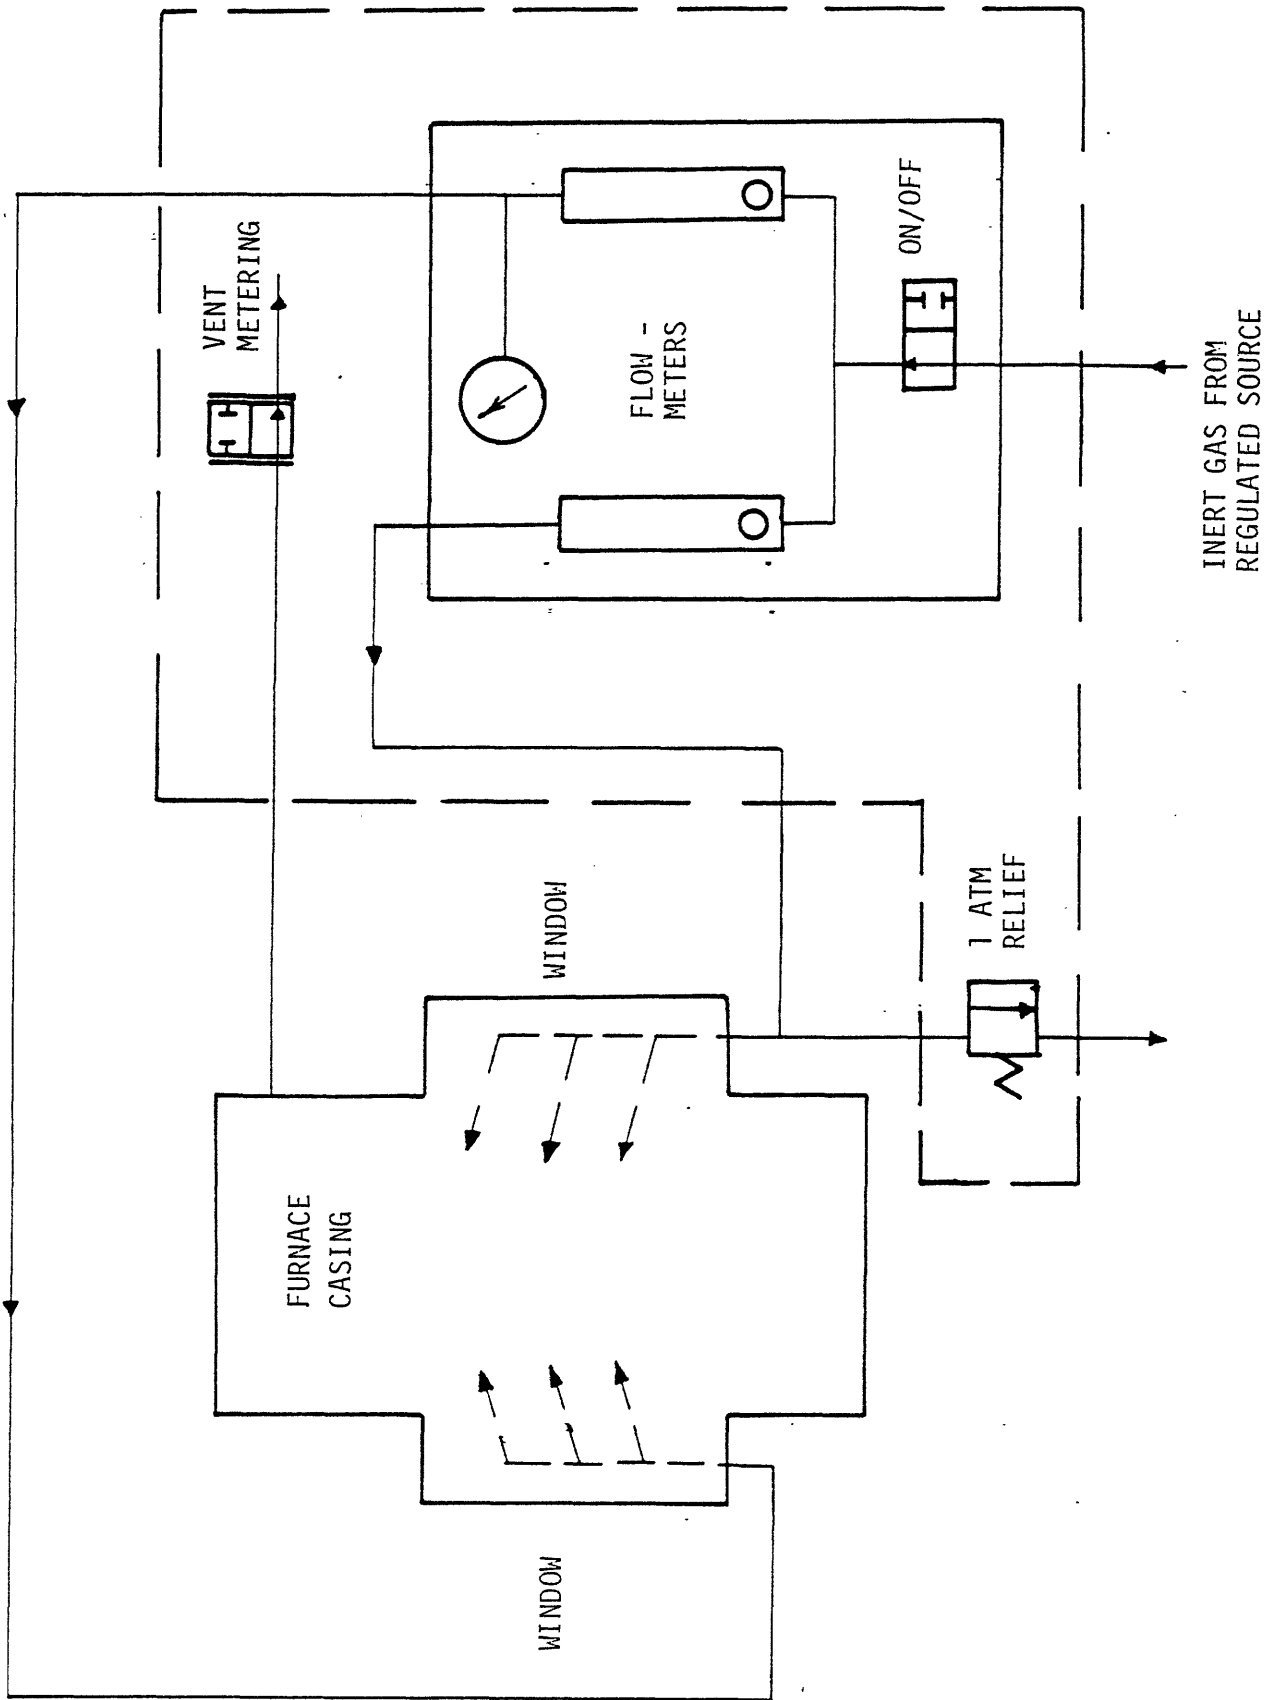 VENT
METERING
ON/OFF
FLOW -
METERS
INERT GAS FROM
REGULATED SOURCE
WINDOW
1 ATM
RELIEF
FURNACE
CASING
WINDOW